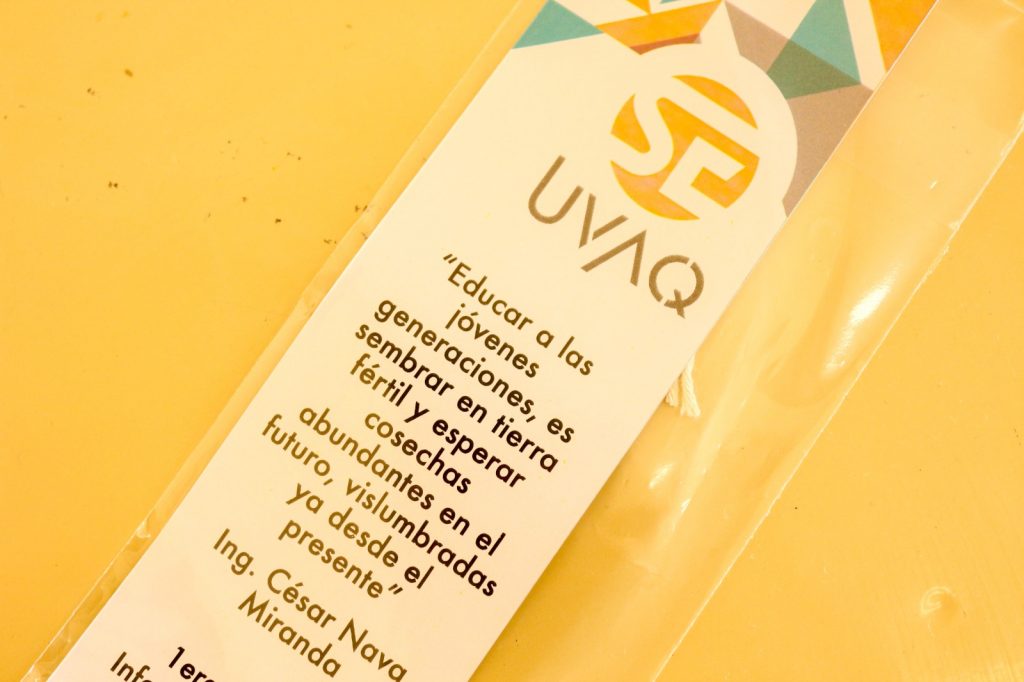 SE
UVAQ
“Educar a las
jóvenes
generaciones, es
sembrar en tierra
fértil y esperar
cosechas
abundantes en el
futuro, vislumbradas
ya desde el
presente”
Ing. César Nava
Miranda